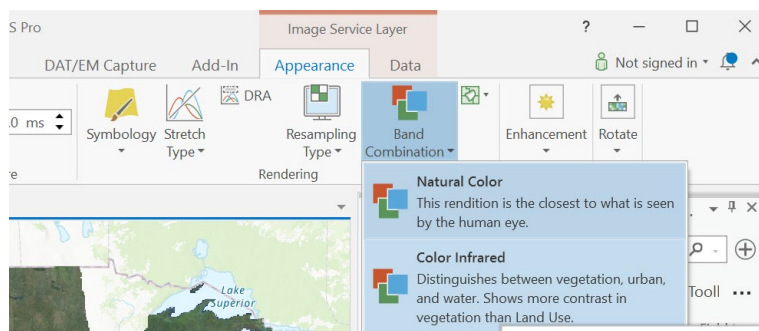 S Pro
Image Service Layer
?
DAT/EM Capture
Add-In
Appearance
Data
Not signed in
.0 ms
Symbology
Stretch
Type
DRA
Resampling
Type
Band
Combination
Enhancement
Rotate
re
Rendering
Natural Color
This rendition is the closest to what is seen
by the human eye.
Color Infrared
Distinguishes between vegetation, urban,
and water. Shows more contrast in
vegetation than Land Use.
Lake
Superior
Tooll